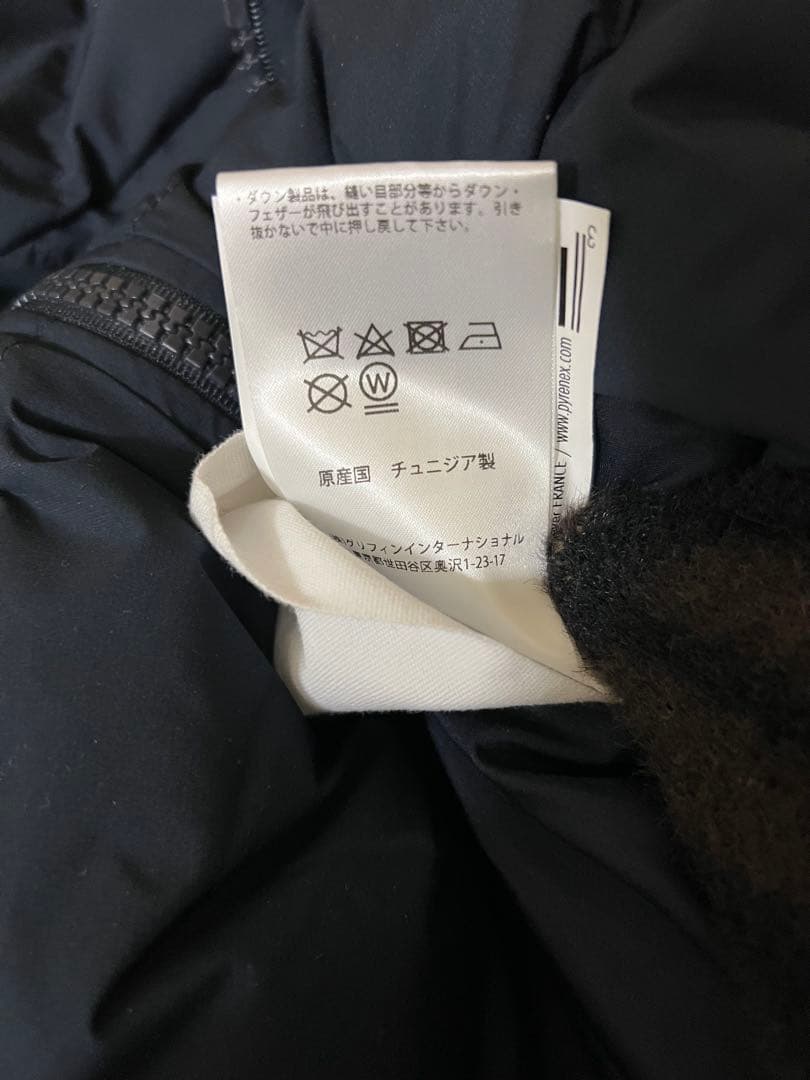 ・ダウン製品は、縫い目部分等からダウン・
フェザーが飛び出すことがあります。引き
抜かないで中に押し戻して下さい。
W
原産国 チュニジア製
グリフィンインターナショナル
世田谷区奥沢1-23-17
3
FRANCE / www.pyrenex.com